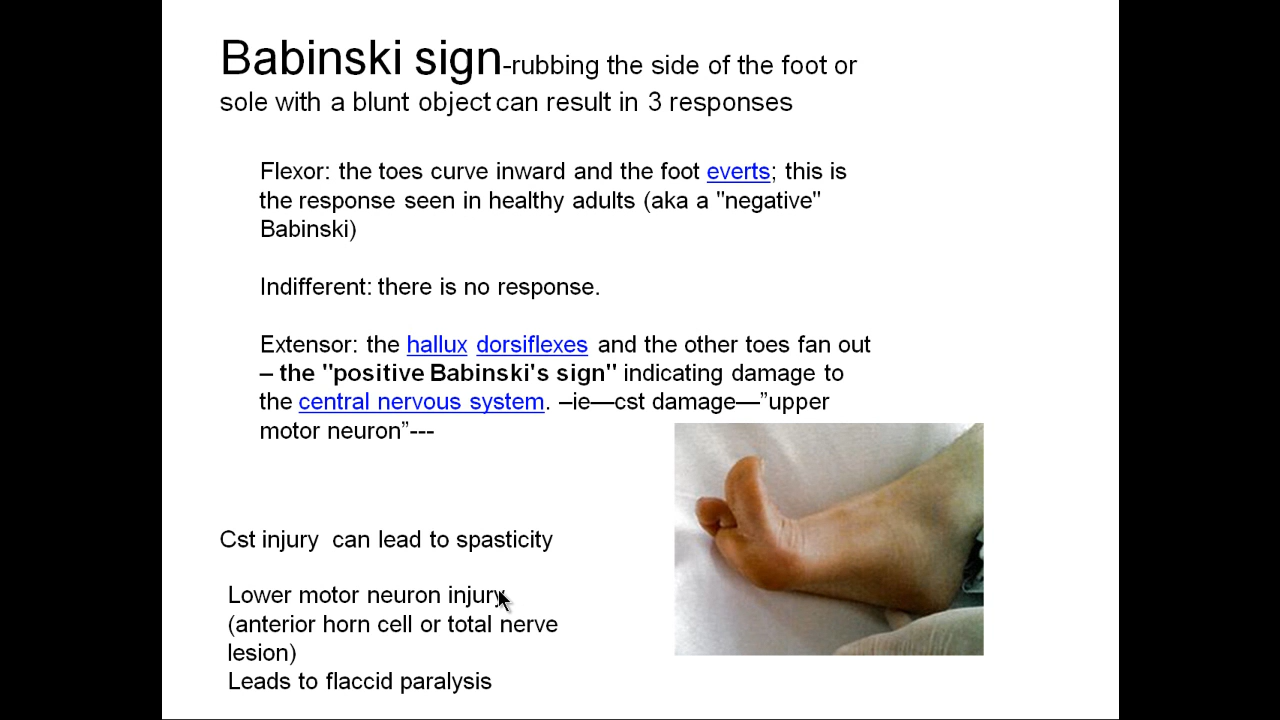 Babinski sign-rubbing the side of the foot or
sole with a blunt object can result in 3 responses
Flexor: the toes curve inward and the foot everts; this is
the response seen in healthy adults (aka a "negative"
Babinski)
Indifferent: there is no response.
Extensor: the hallux dorsiflexes and the other toes fan out
– the "positive Babinski's sign" indicating damage to
the central nervous system. –ie—cst damage—”upper
motor neuron”---
Cst injury can lead to spasticity
Lower motor neuron injury
(anterior horn cell or total nerve
lesion)
Leads to flaccid paralysis